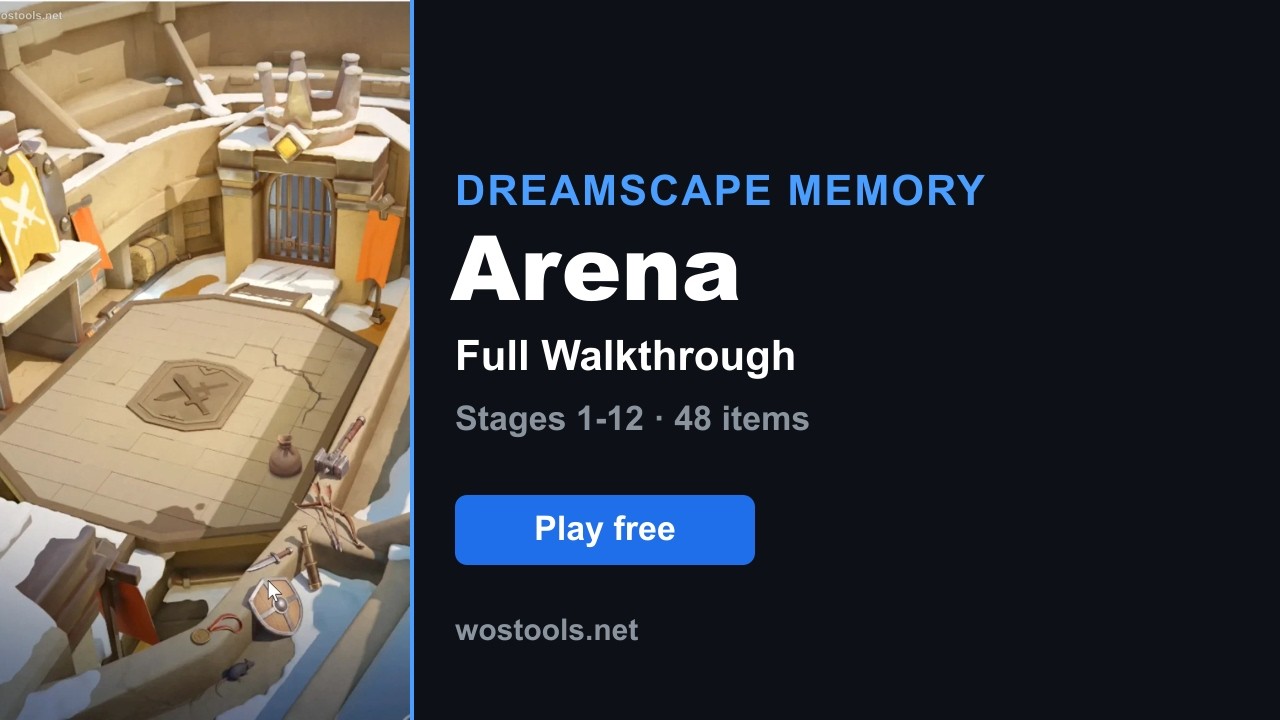 ostools.net
DREAMSCAPE MEMORY
Arena
Full Walkthrough
Stages 1-12 · 48 items
Play free
wostools.net